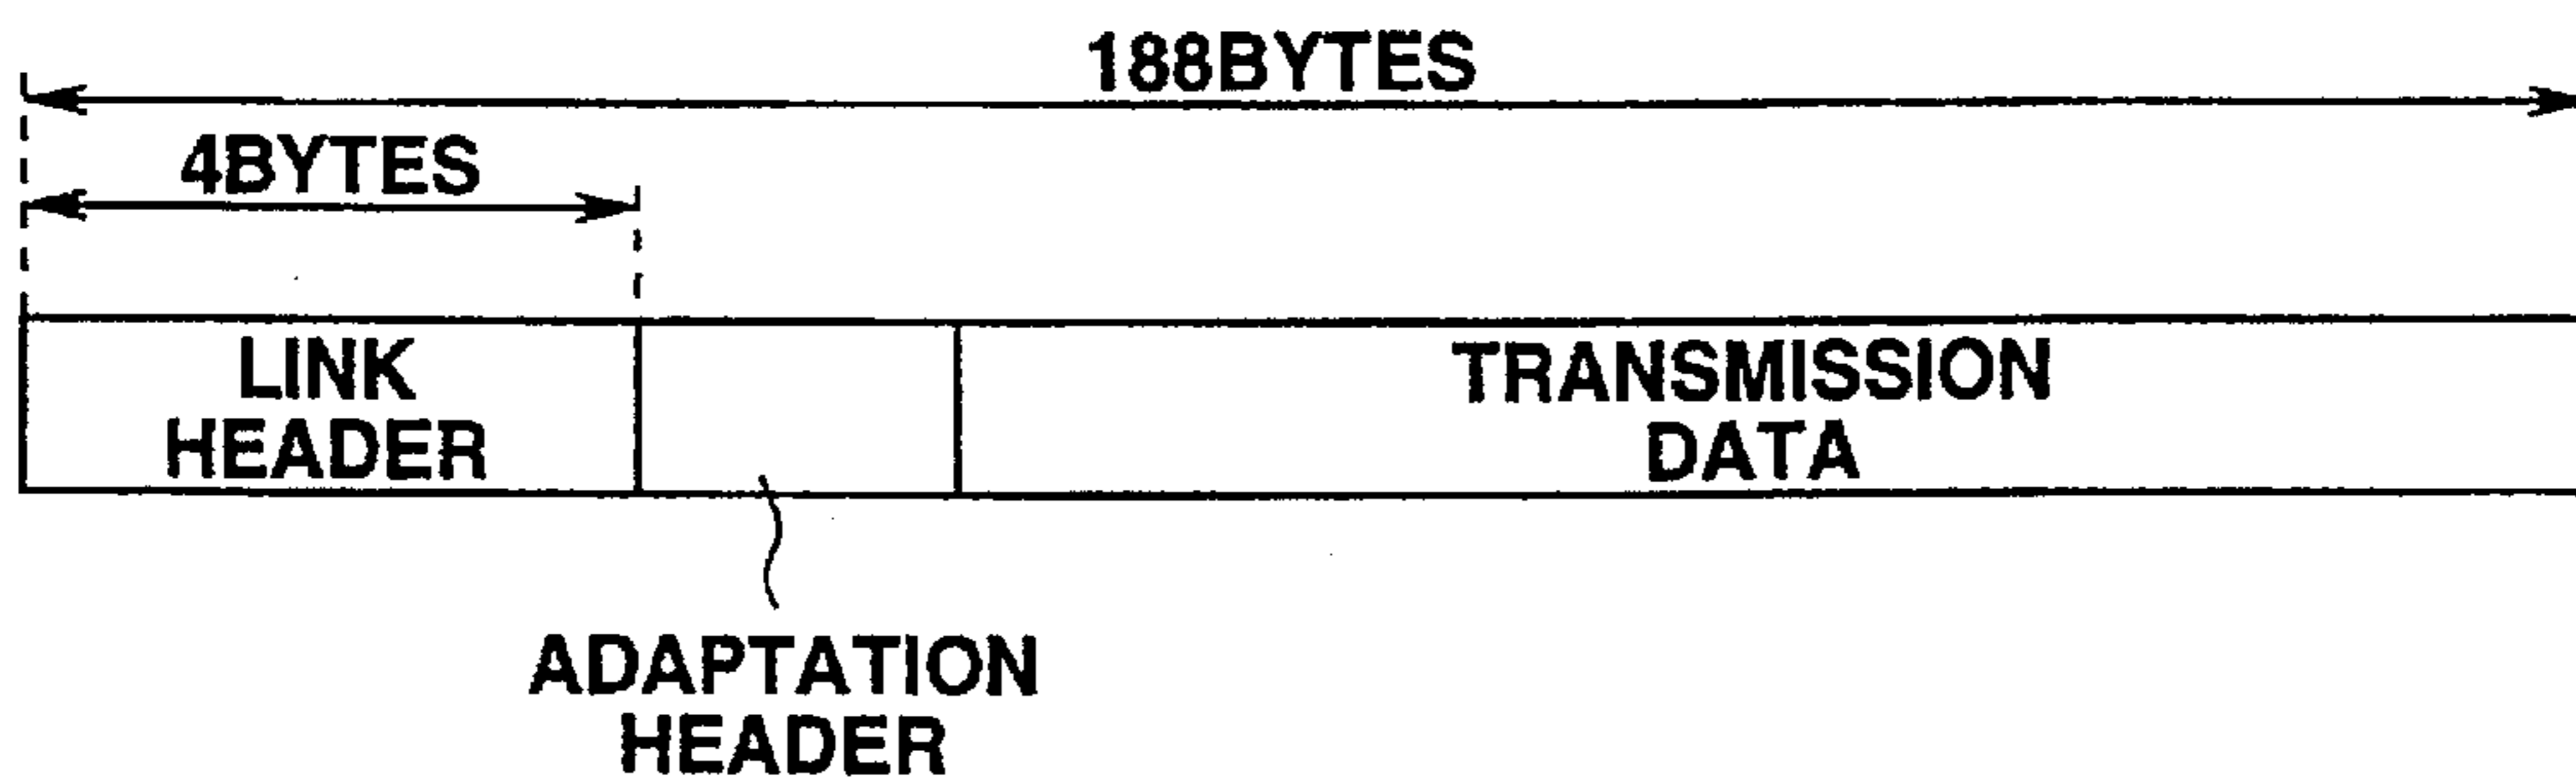 188BYTES
4BYTES
LINK
HEADER
TRANSMISSION
DATA
ADAPTATION
HEADER